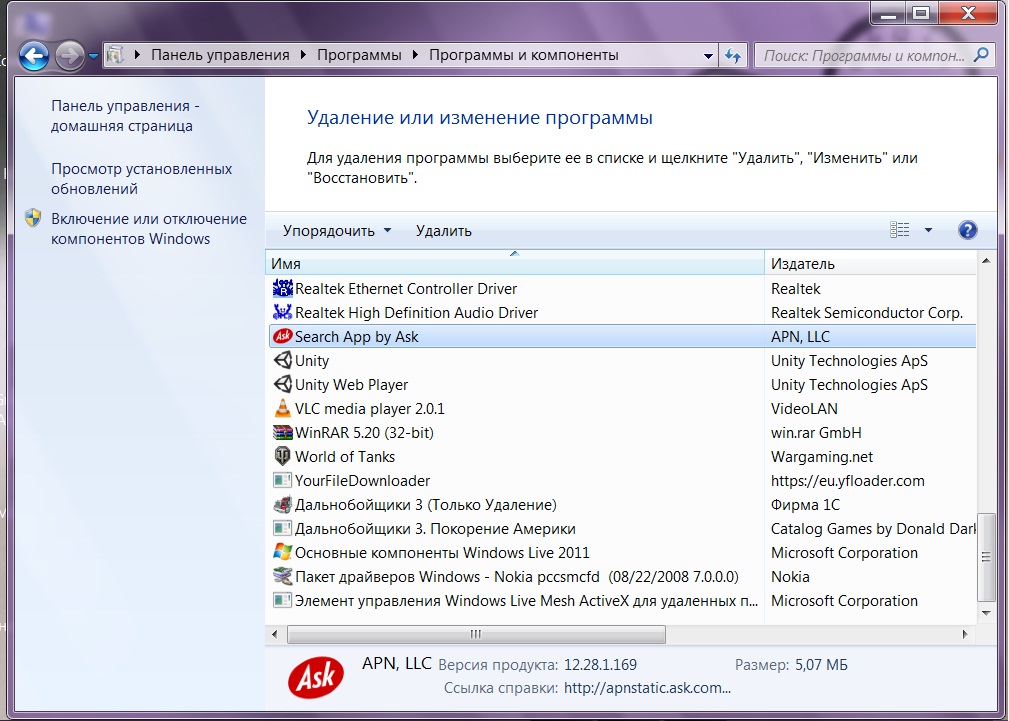 Панель управления
Программы
Программы и компоненты
Поиск: Программы и компон...
Панель управления -
домашняя страница
Просмотр установленных
обновлений
Включение или отключение
компонентов Windows
Удаление или изменение программы
Для удаления программы выберите ее в списке и щелкните "Удалить", "Изменить" или
"Восстановить".
Упорядочить
Удалить
Имя Издатель
Realtek Ethernet Controller Driver Realtek
Realtek High Definition Audio Driver Realtek Semiconductor Corp.
Ask Search App by Ask APN, LLC
Unity Unity Technologies ApS
Unity Web Player Unity Technologies ApS
VLC media player 2.0.1 VideoLAN
WinRAR 5.20 (32-bit) win.rar GmbH
World of Tanks Wargaming.net
YourFileDownloader https://eu.yfloader.com
Дальнобойщики 3 (Только Удаление) Фирма 1С
Дальнобойщики 3. Покорение Америки Catalog Games by Donald Dark
Основные компоненты Windows Live 2011 Microsoft Corporation
Пакет драйверов Windows - Nokia pccsmcfd (08/22/2008 7.0.0.0) Nokia
Элемент управления Windows Live Mesh ActiveX для удаленных п... Microsoft Corporation
Ask
APN, LLC Версия продукта: 12.28.1.169 Размер: 5,07 МБ
Ссылка справки: http://apnstatic.ask.com...